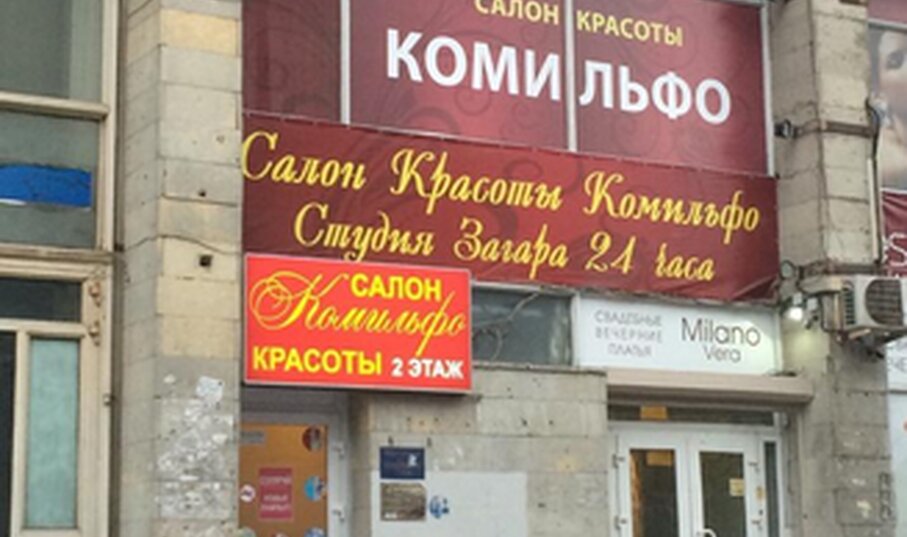 САЛОН КРАСОТЫ
КОМИЛЬФО
Салон Красоты Комильфо
Студия Загара 24 часа
САЛОН
Комильфо
КРАСОТЫ 2 ЭТАЖ
СВАДЕБНЫЕ
ВЕЧЕРНИЕ
ПЛАТЬЯ
Milano
Vera